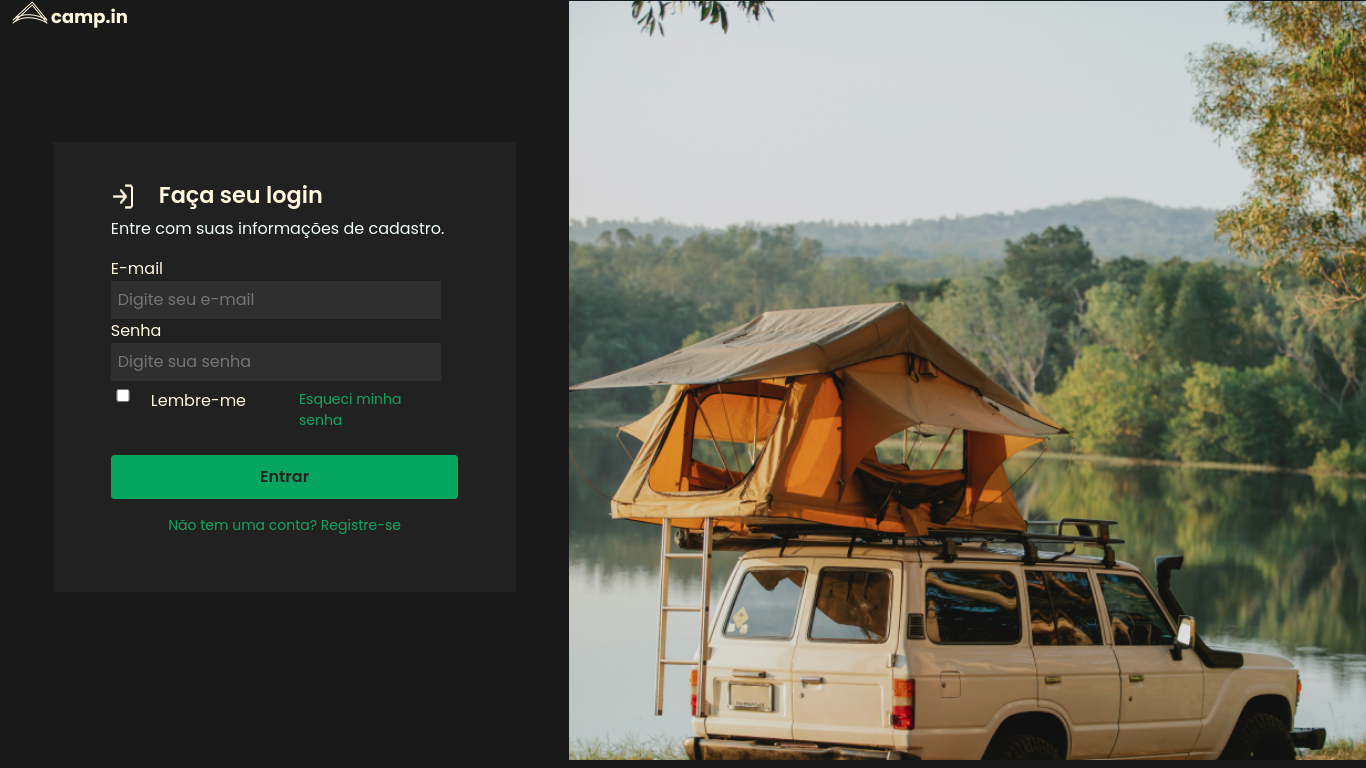 camp.in
Faça seu login
Entre com suas informações de cadastro.
E-mail
Digite seu e-mail
Senha
Digite sua senha
Lembre-me
Esqueci minha
senha
Entrar
Não tem uma conta? Registre-se